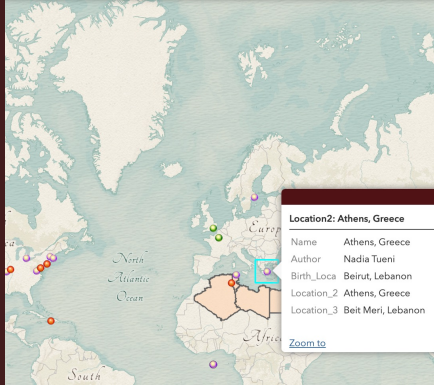 ca
North
Atlantic
Ocean
Europ
Afric
South
Location2: Athens, Greece
Name Athens, Greece
Author Nadia Tueni
Birth_Loca Beirut, Lebanon
Location_2 Athens, Greece
Location_3 Beit Meri, Lebanon
Zoom to